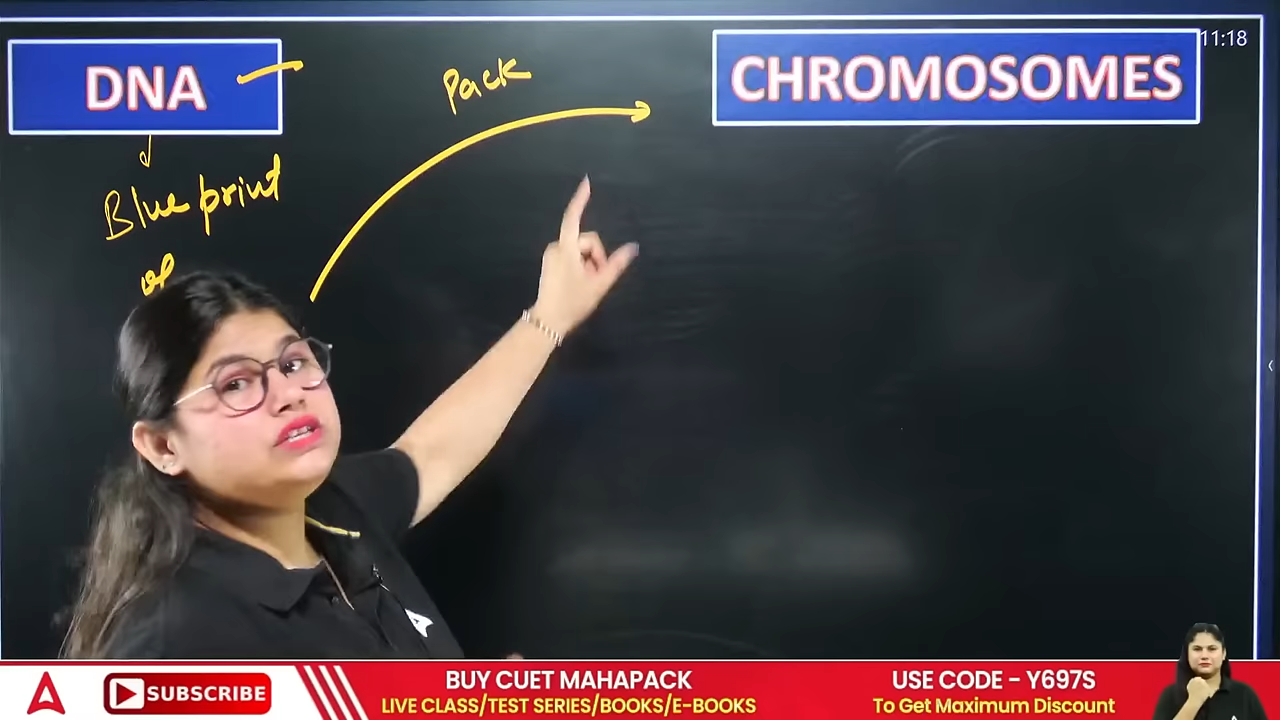 DNA
CHROMOSOMES
11:18
Pack
Blue print
of
SUBSCRIBE
BUY CUET MAHAPACK
LIVE CLASS/TEST SERIES/BOOKS/E-BOOKS
USE CODE - Y697S
To Get Maximum Discount